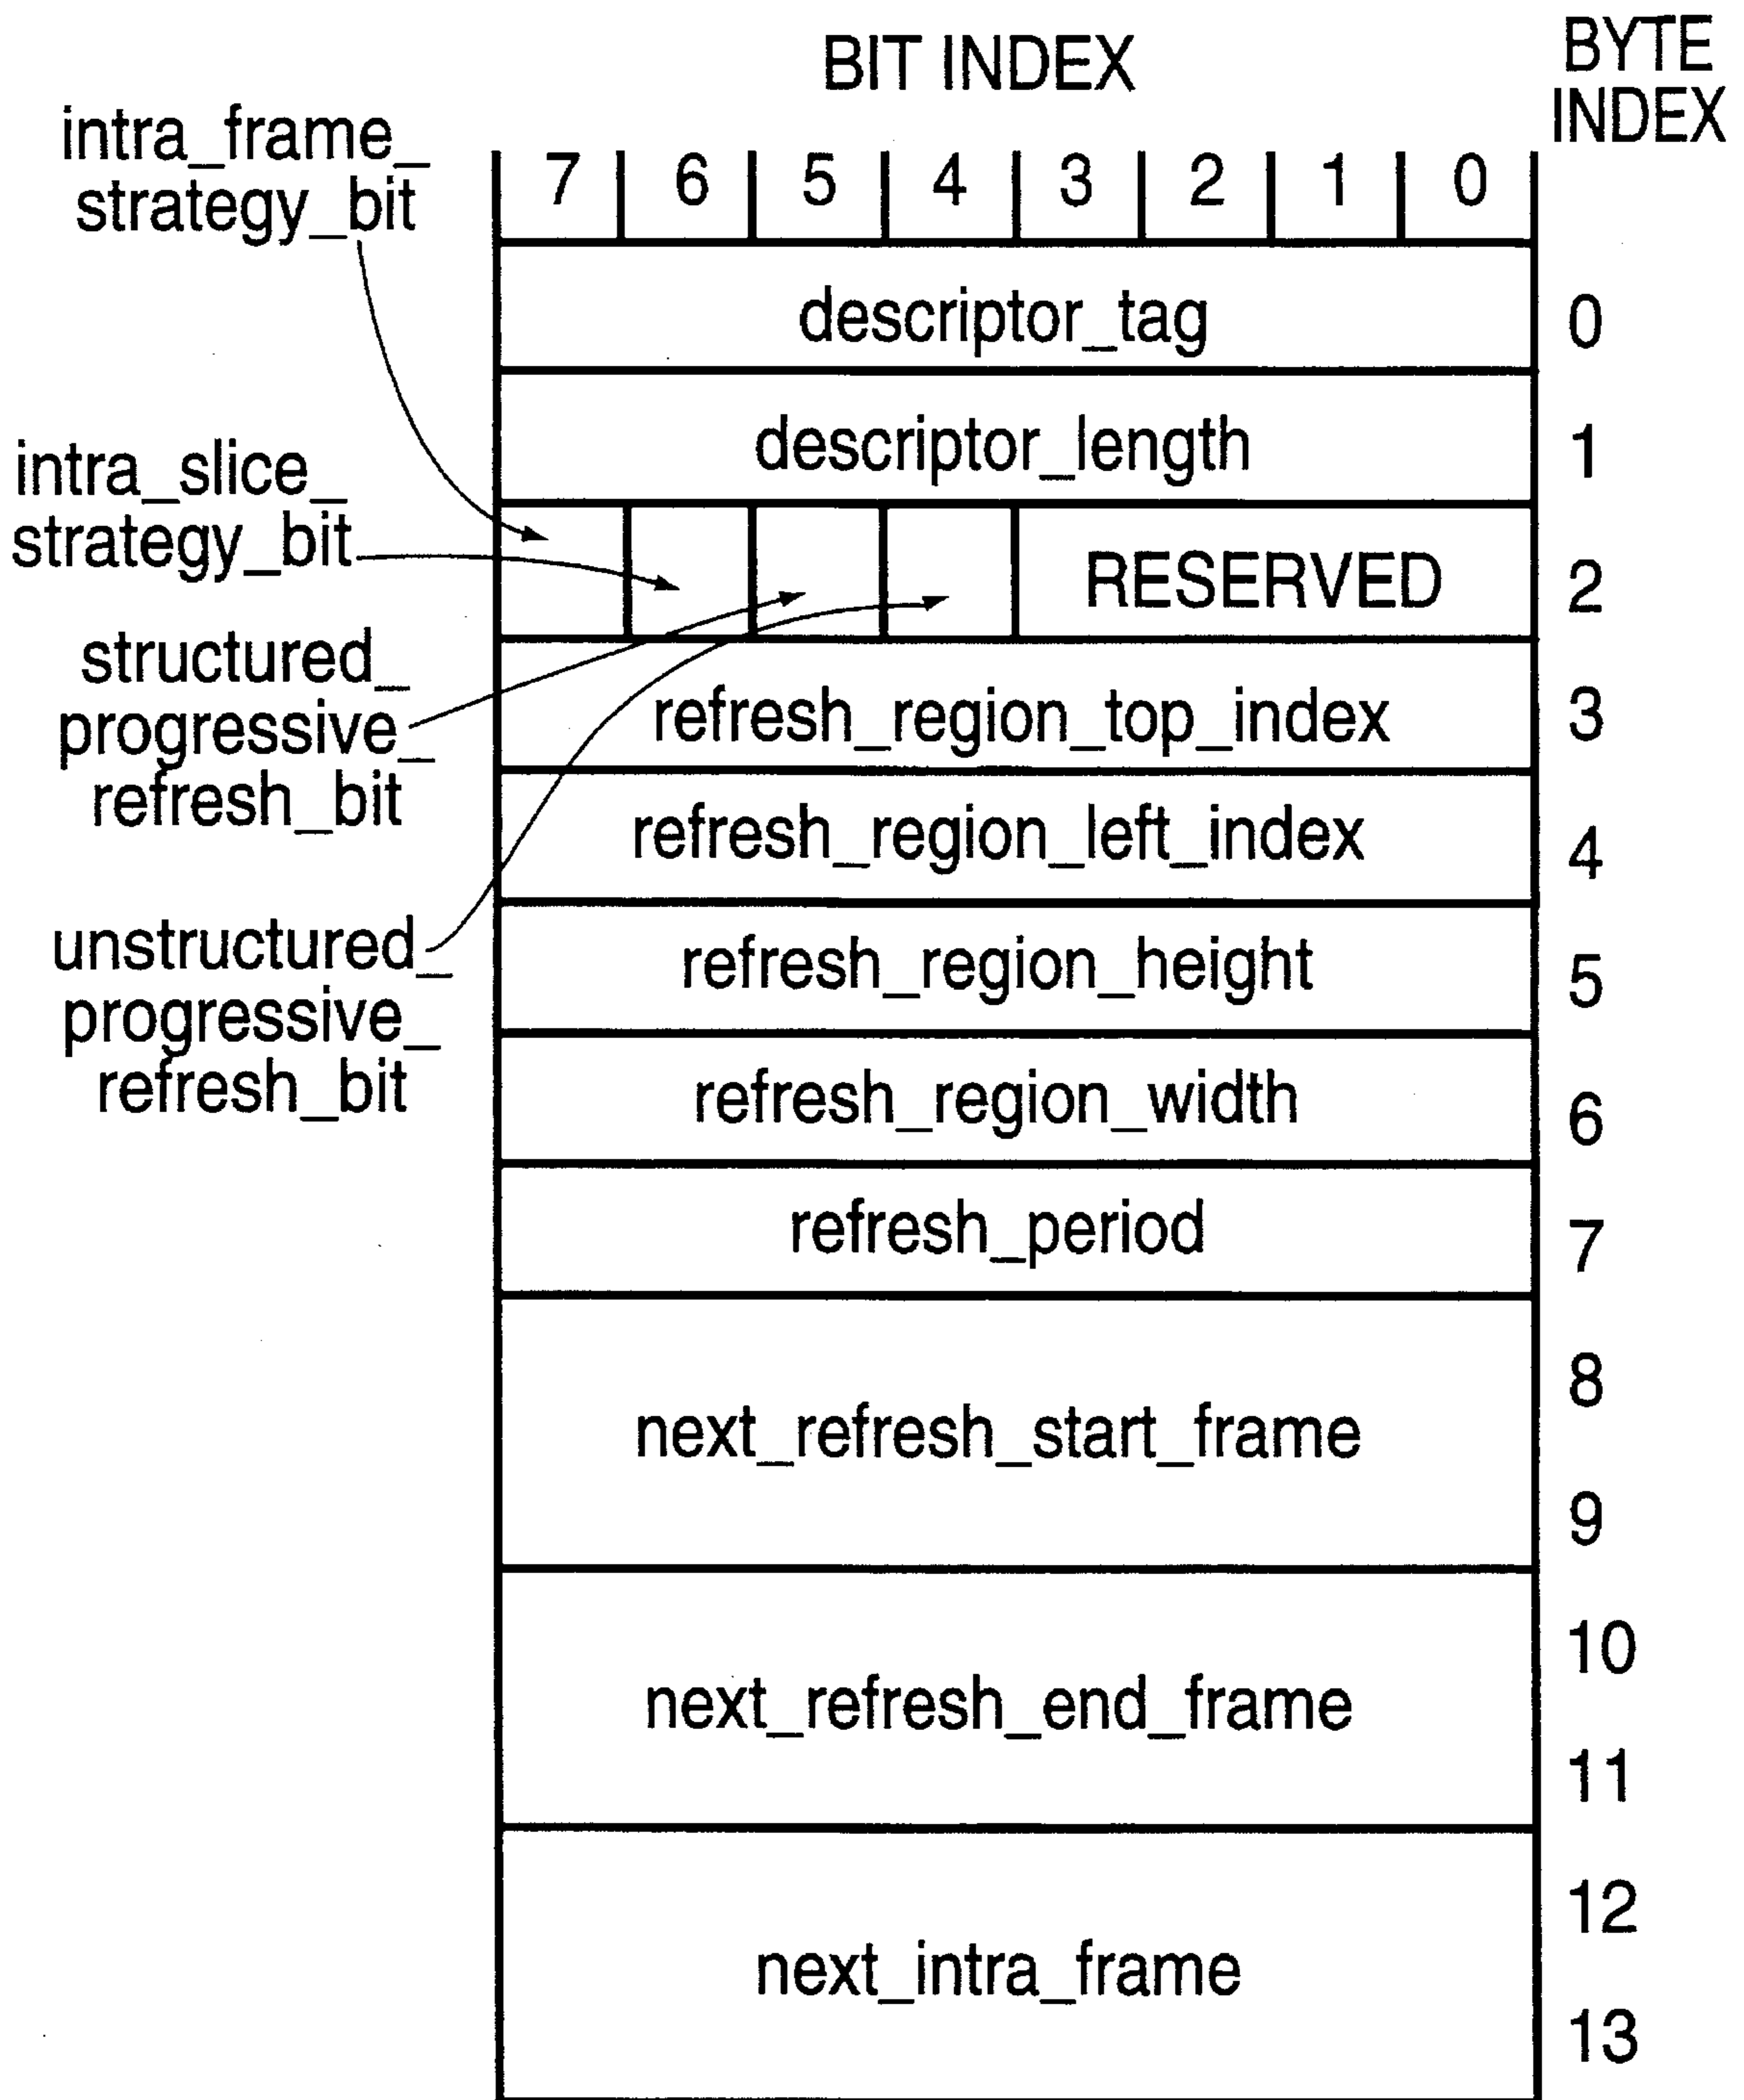 BIT INDEX
BYTE
INDEX
7 6 5 4 3 2 1 0
intra_frame_
strategy_bit
descriptor_tag 0
descriptor_length 1
intra_slice_
strategy_bit
RESERVED 2
structured_
progressive_
refresh_bit
refresh_region_top_index 3
refresh_region_left_index 4
unstructured_
progressive_
refresh_bit
refresh_region_height 5
refresh_region_width 6
refresh_period 7
8
next_refresh_start_frame
9
10
next_refresh_end_frame
11
12
next_intra_frame
13